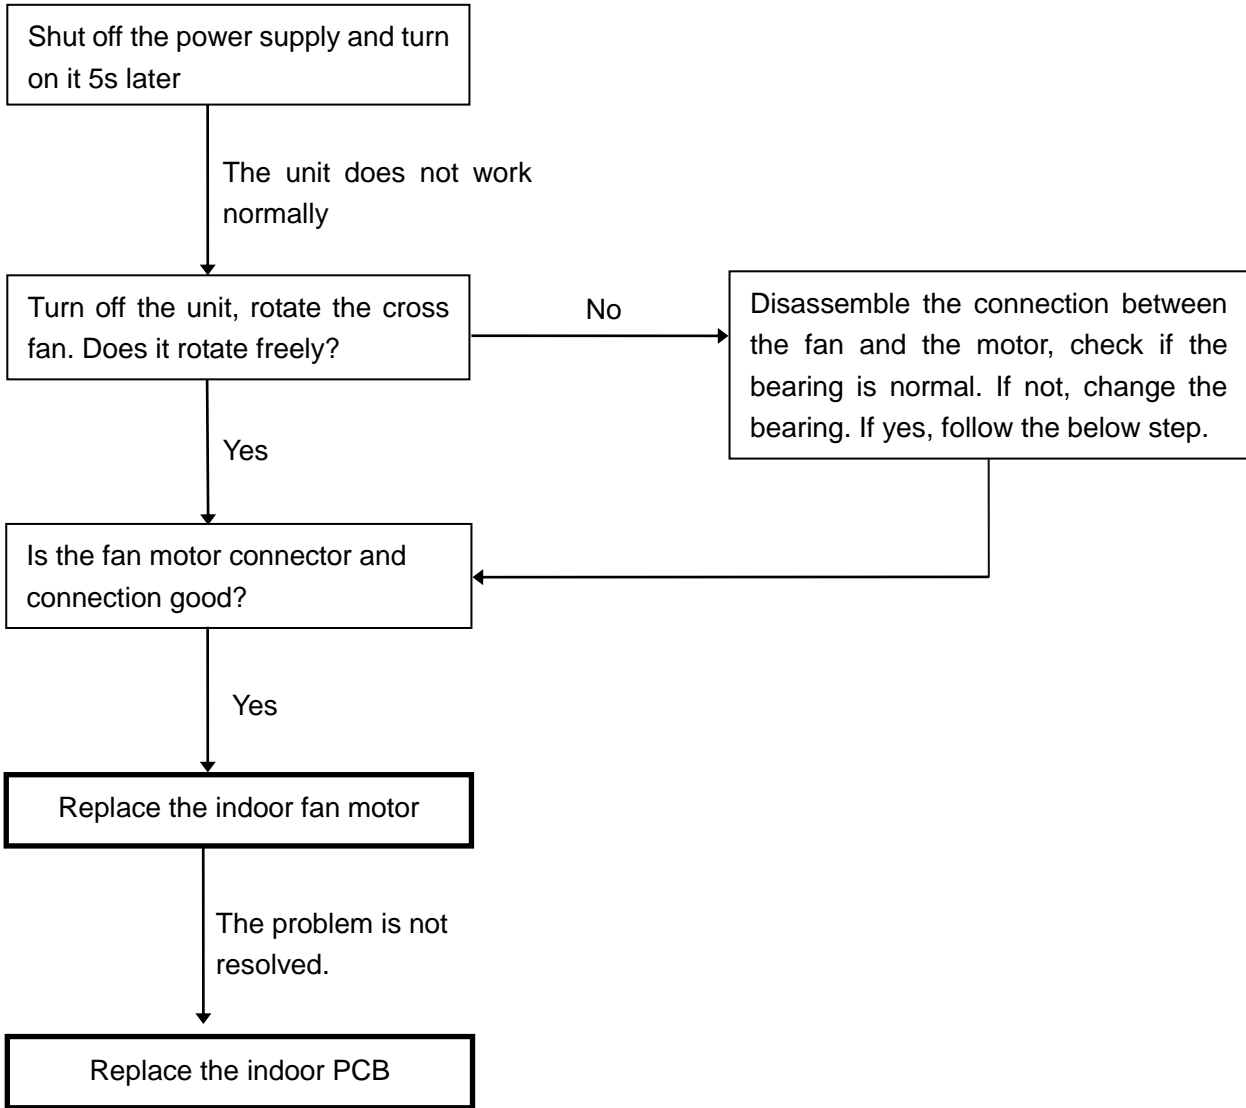 Shut off the power supply and turn
on it 5s later
The unit does not work
normally
Turn off the unit, rotate the cross
fan. Does it rotate freely?
No
Disassemble the connection between
the fan and the motor, check if the
bearing is normal. If not, change the
bearing. If yes, follow the below step.
Yes
Is the fan motor connector and
connection good?
Yes
Replace the indoor fan motor
The problem is not
resolved.
Replace the indoor PCB